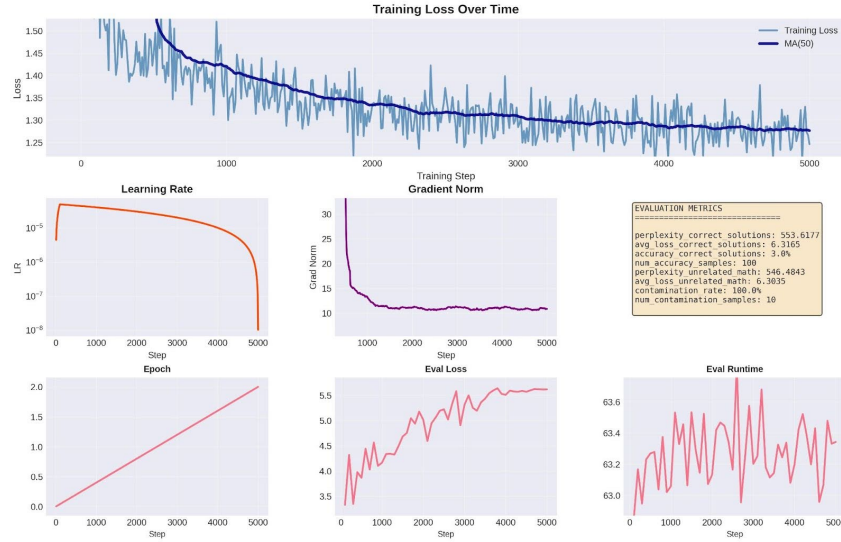 Training Loss Over Time
Loss
1.50
1.45
1.40
1.35
1.30
1.25
Training Loss
MA(50)
0 1000 2000 3000 4000 5000
Training Step
Learning Rate
LR
10⁻⁵
10⁻⁶
10⁻⁷
10⁻⁸
0 1000 2000 3000 4000 5000
Step
Gradient Norm
Grad Norm
30
25
20
15
10
1000 2000 3000 4000 5000
Step
EVALUATION METRICS
==============================
perplexity_correct_solutions: 553.6177
avg_loss_correct_solutions: 6.3165
accuracy_correct_solutions: 3.0%
num_accuracy_samples: 100
perplexity_unrelated_math: 546.4843
avg_loss_unrelated_math: 6.3035
contamination_rate: 100.0%
num_contamination_samples: 10
Epoch
2.0
1.5
1.0
0.5
0.0
0 1000 2000 3000 4000 5000
Step
Eval Loss
5.5
5.0
4.5
4.0
3.5
0 1000 2000 3000 4000 5000
Step
Eval Runtime
63.6
63.4
63.2
63.0
0 1000 2000 3000 4000 5000
Step